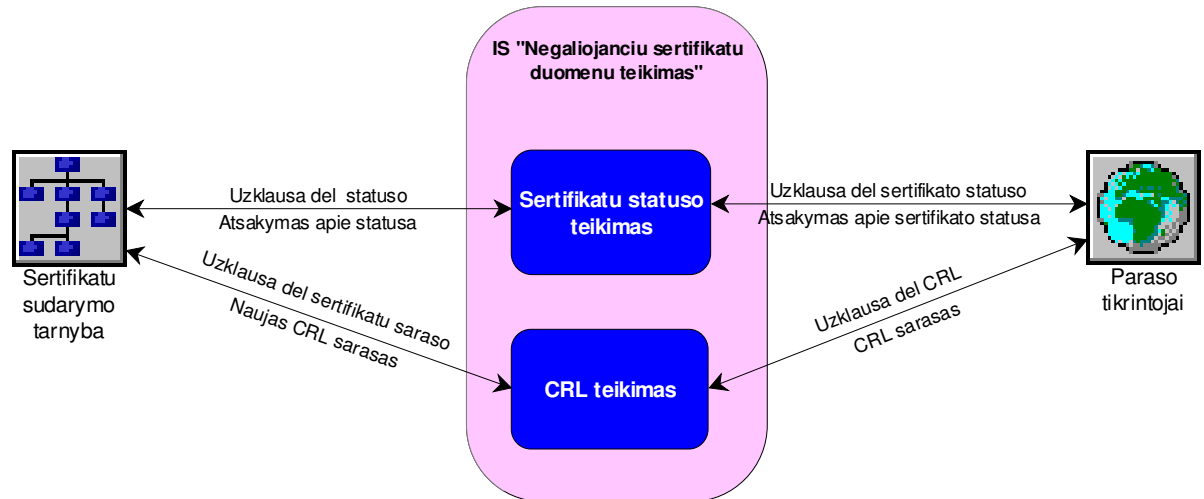 IS "Negaliojanciu sertifikatu
duomenu teikimas"
Uzklausa del statuso
Atsakymas apie statusa
Sertifikatu statuso
teikimas
Uzklausa del sertifikato statuso
Atsakymas apie sertifikato statusa
Sertifikatu
sudarymo
tarnyba
Uzklausa del sertifikatu saraso
Naujas CRL sarasas
CRL teikimas
Uzklausa del CRL
CRL sarasas
Paraso
tikrintojai